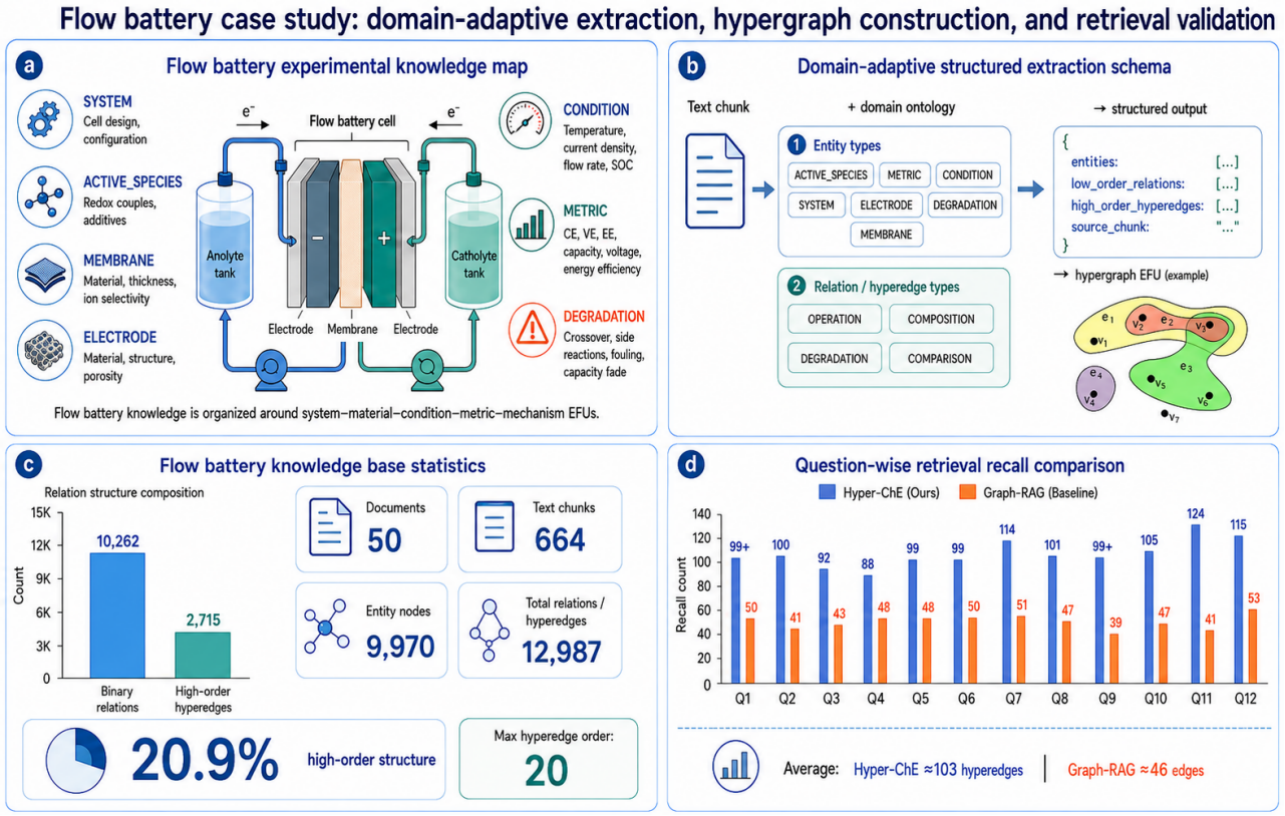 Flow battery case study: domain-adaptive extraction, hypergraph construction, and retrieval validation
a
Flow battery experimental knowledge map
SYSTEM
Cell design,
configuration
ACTIVE_SPECIES
Redox couples,
additives
MEMBRANE
Material, thickness,
ion selectivity
ELECTRODE
Material, structure,
porosity
e⁻
Flow battery cell
e⁻
Anolyte
tank
−
+
Catholyte
tank
Electrode
Membrane
Electrode
CONDITION
Temperature,
current density,
flow rate, SOC
METRIC
CE, VE, EE,
capacity, voltage,
energy efficiency
DEGRADATION
Crossover, side
reactions, fouling,
capacity fade
Flow battery knowledge is organized around system–material–condition–metric–mechanism EFUs.
b
Domain-adaptive structured extraction schema
Text chunk
+ domain ontology
→ structured output
1 Entity types
ACTIVE_SPECIES
METRIC
CONDITION
SYSTEM
ELECTRODE
DEGRADATION
MEMBRANE
2 Relation / hyperedge types
OPERATION
COMPOSITION
DEGRADATION
COMPARISON
{
entities: [...]
low_order_relations: [...]
high_order_hyperedges: [...]
source_chunk: "..."
}
→ hypergraph EFU (example)
e1
v2
e2
v3
v1
e3
e4
v4
v5
v6
v7
c
Flow battery knowledge base statistics
Relation structure composition
15K
12K
9K
6K
3K
0
Count
10,262
2,715
Binary
relations
High-order
hyperedges
Documents
50
Text chunks
664
Entity nodes
9,970
Total relations /
hyperedges
12,987
20.9%
high-order structure
Max hyperedge order:
20
d
Question-wise retrieval recall comparison
Hyper-ChE (Ours)
Graph-RAG (Baseline)
Recall count
140
120
100
80
60
40
20
0
99+ 100 92 88 99 99 114 101 99+ 105 124 115
50 41 43 48 48 50 51 47 39 47 41 53
Q1 Q2 Q3 Q4 Q5 Q6 Q7 Q8 Q9 Q10 Q11 Q12
Average: Hyper-ChE ≈103 hyperedges | Graph-RAG ≈46 edges